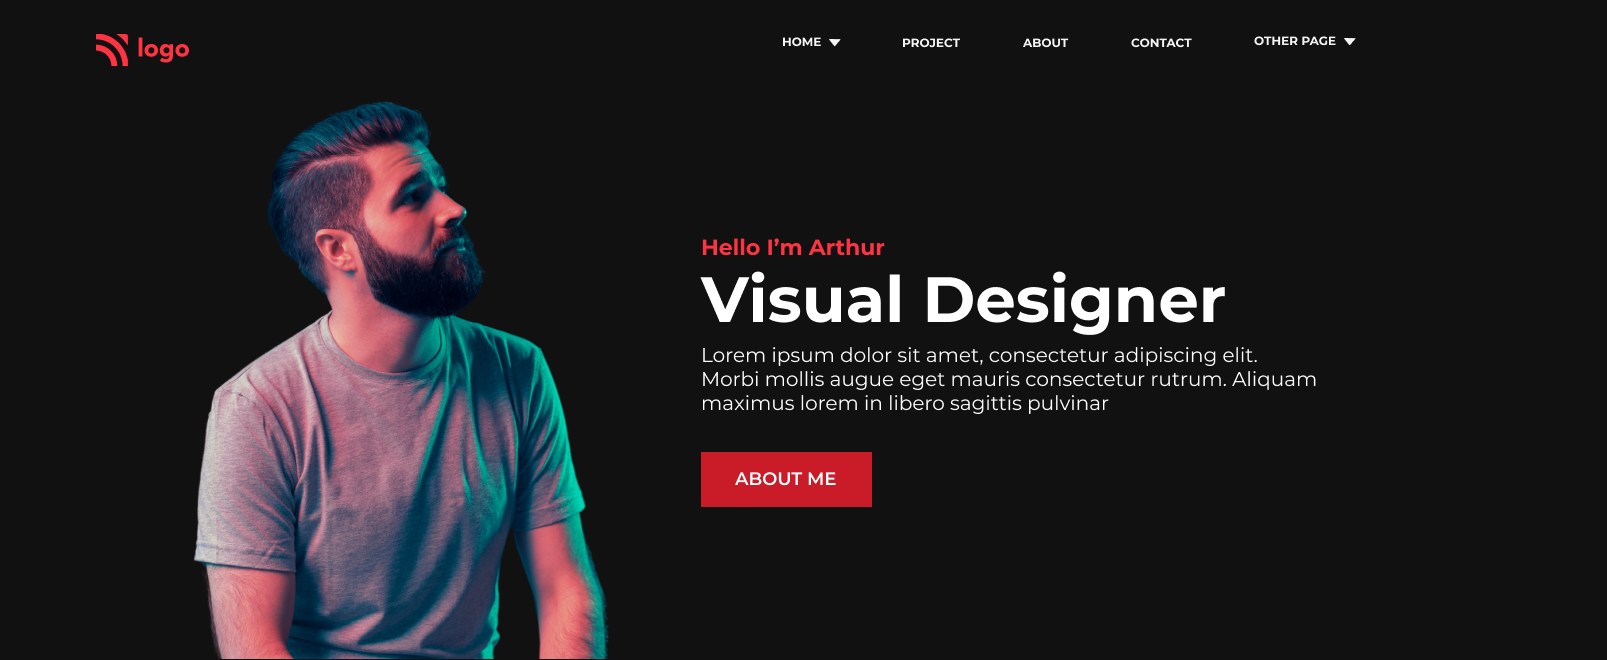 logo
HOME
PROJECT
ABOUT
CONTACT
OTHER PAGE
Hello I’m Arthur
Visual Designer
Lorem ipsum dolor sit amet, consectetur adipiscing elit.
Morbi mollis augue eget mauris consectetur rutrum. Aliquam
maximus lorem in libero sagittis pulvinar
ABOUT ME